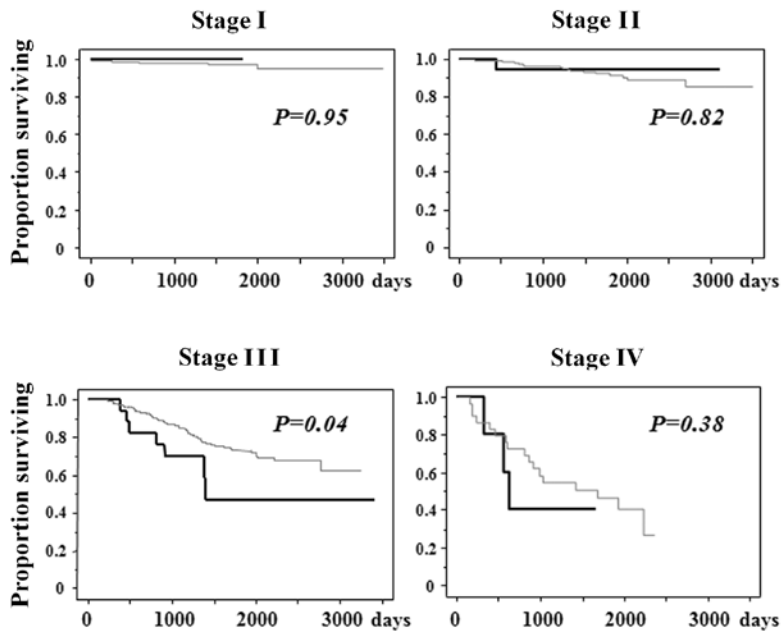 Stage I
Proportion surviving
1.0
0.8
0.6
0.4
0.2
0
P=0.95
0 1000 2000 3000 days
Stage II
1.0
0.8
0.6
0.4
0.2
0
P=0.82
0 1000 2000 3000 days
Stage III
Proportion surviving
1.0
0.8
0.6
0.4
0.2
0
P=0.04
0 1000 2000 3000 days
Stage IV
1.0
0.8
0.6
0.4
0.2
0
P=0.38
0 1000 2000 3000 days